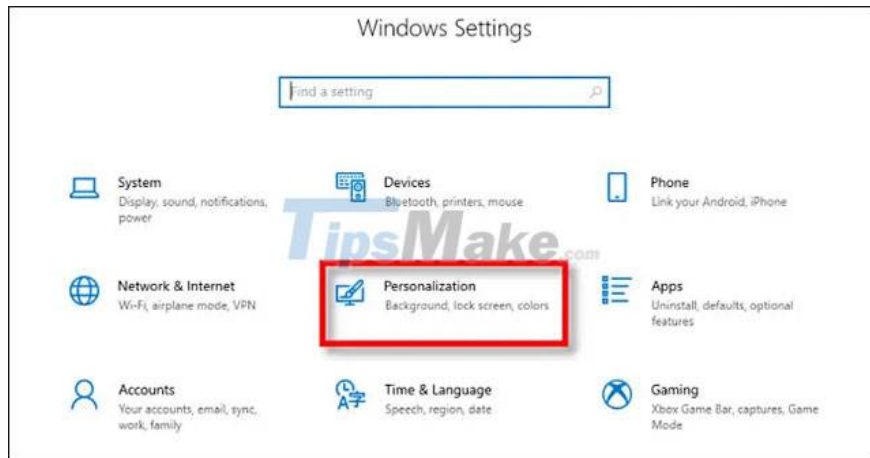 Windows Settings
Find a setting
System
Display, sound, notifications,
power
Devices
Bluetooth, printers, mouse
Phone
Link your Android, iPhone
TipsMake.com
Network & Internet
Wi-Fi, airplane mode, VPN
Personalization
Background, lock screen, colors
Apps
Uninstall, defaults, optional
features
Accounts
Your accounts, email, sync,
work, family
Time & Language
Speech, region, date
Gaming
Xbox Game Bar, captures, Game
Mode